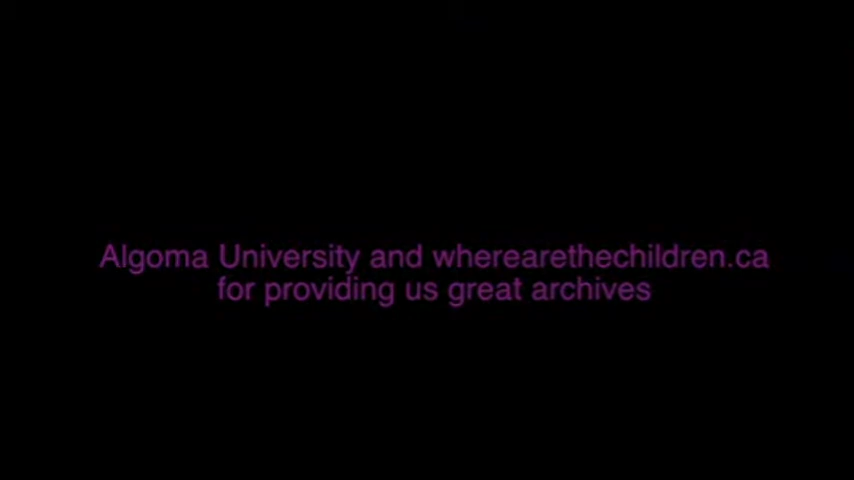 Algoma University and wherearethechildren.ca
for providing us great archives